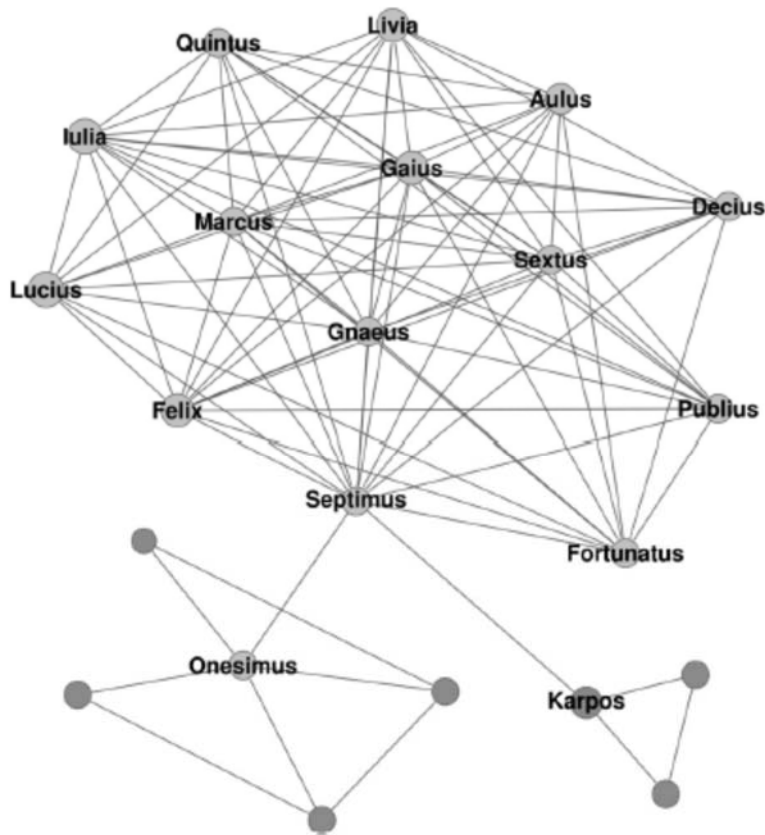 Livia
Quintus
Aulus
Iulia
Gaius
Marcus
Decius
Sextus
Lucius
Gnaeus
Felix
Publius
Septimus
Fortunatus
Onesimus
Karpos